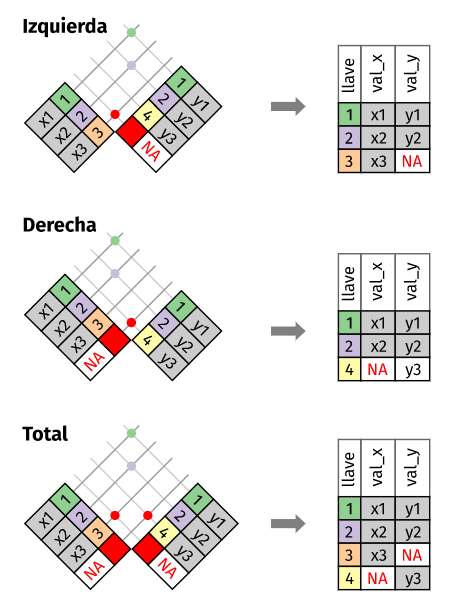 Izquierda
1 x1
2 x2
3 x3
1 y1
2 y2
4 y3
NA
llave val_x val_y
1 x1 y1
2 x2 y2
3 x3 NA
Derecha
1 x1
2 x2
3 x3
NA
1 y1
2 y2
4 y3
llave val_x val_y
1 x1 y1
2 x2 y2
4 NA y3
Total
1 x1
2 x2
3 x3
NA
1 y1
2 y2
4 y3
NA
llave val_x val_y
1 x1 y1
2 x2 y2
3 x3 NA
4 NA y3